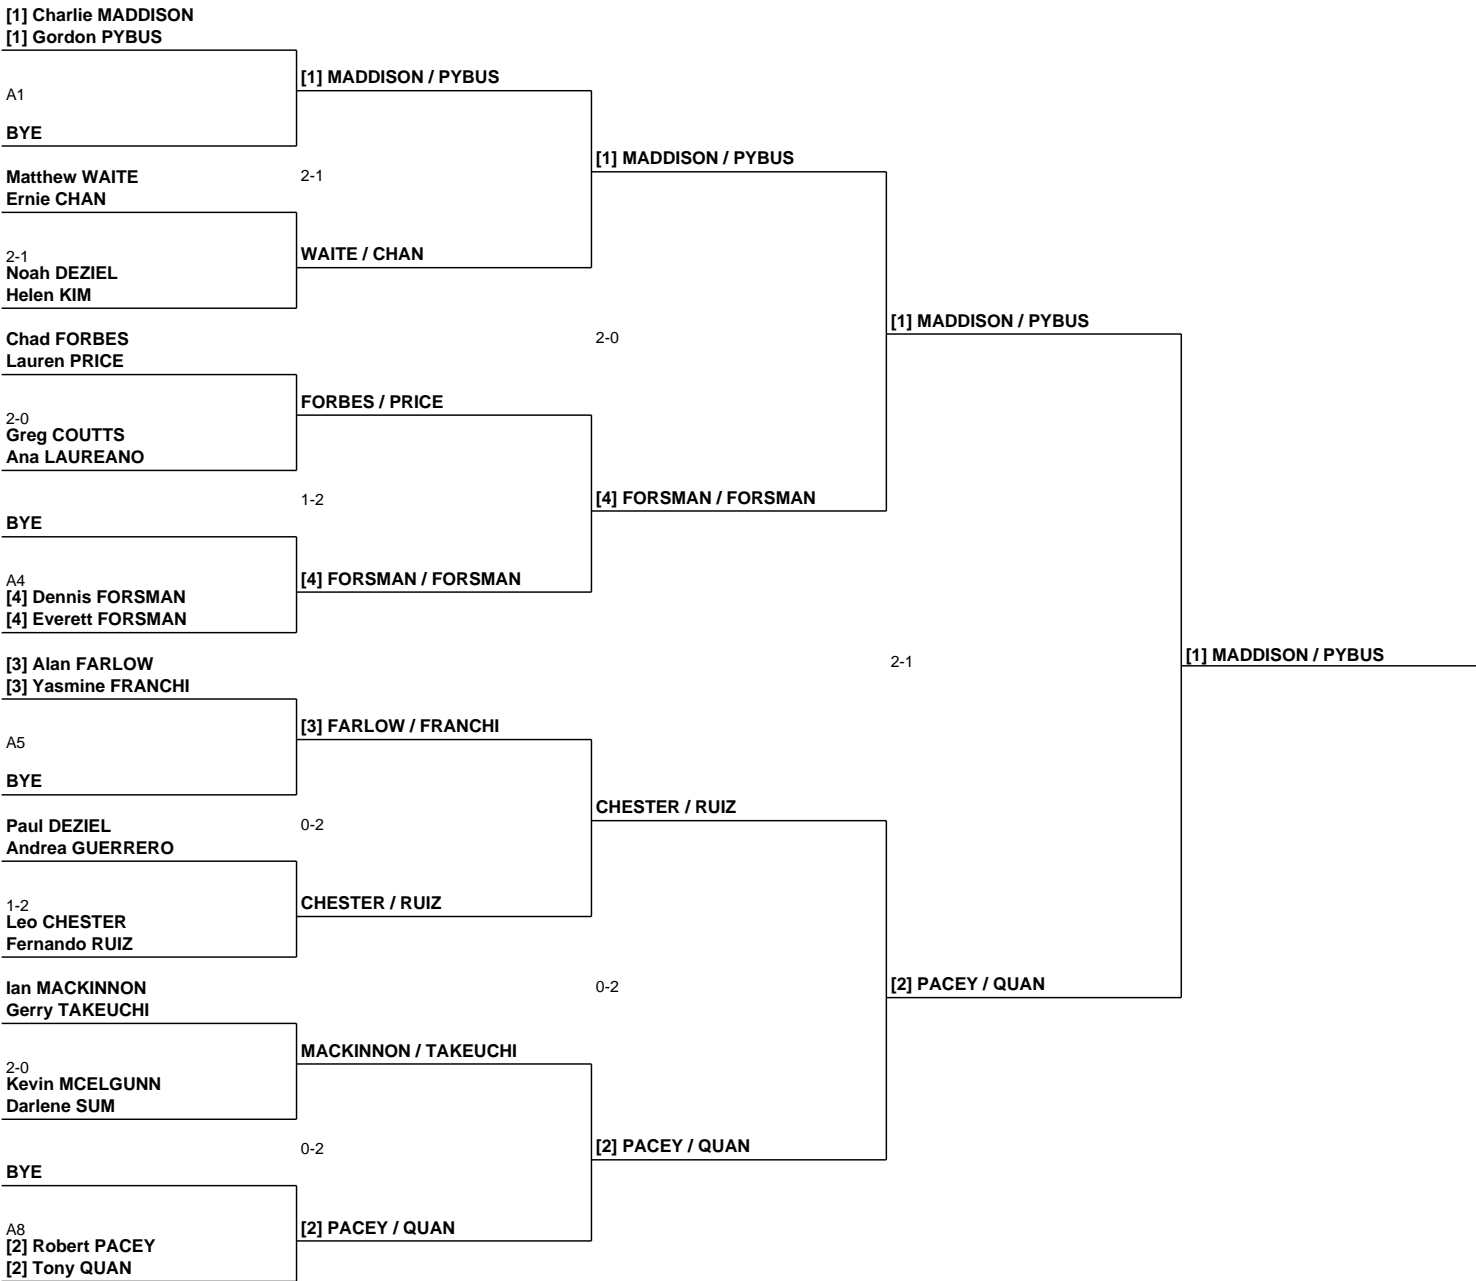 [1] Charlie MADDISON
[1] Gordon PYBUS
A1
BYE
Matthew WAITE
Ernie CHAN
2-1
Noah DEZIEL
Helen KIM
Chad FORBES
Lauren PRICE
2-0
Greg COUTTS
Ana LAUREANO
BYE
A4
[4] Dennis FORSMAN
[4] Everett FORSMAN
[3] Alan FARLOW
[3] Yasmine FRANCHI
A5
BYE
Paul DEZIEL
Andrea GUERRERO
1-2
Leo CHESTER
Fernando RUIZ
Ian MACKINNON
Gerry TAKEUCHI
2-0
Kevin MCELGUNN
Darlene SUM
BYE
A8
[2] Robert PACEY
[2] Tony QUAN
[1] MADDISON / PYBUS
2-1
WAITE / CHAN
FORBES / PRICE
1-2
[4] FORSMAN / FORSMAN
[3] FARLOW / FRANCHI
0-2
CHESTER / RUIZ
MACKINNON / TAKEUCHI
0-2
[2] PACEY / QUAN
[1] MADDISON / PYBUS
2-0
[4] FORSMAN / FORSMAN
CHESTER / RUIZ
0-2
[2] PACEY / QUAN
[1] MADDISON / PYBUS
2-1
[2] PACEY / QUAN
[1] MADDISON / PYBUS